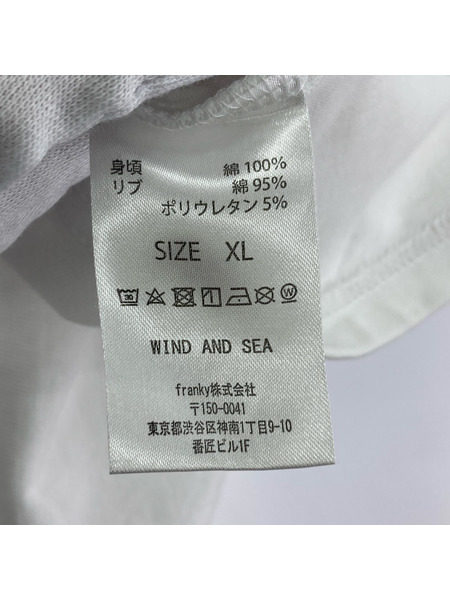 身頃 綿 100%
リブ 綿 95%
ポリウレタン 5%
SIZE XL
30 W
WIND AND SEA
franky株式会社
〒150-0041
東京都渋谷区神南1丁目9-10
番匠ビル1F